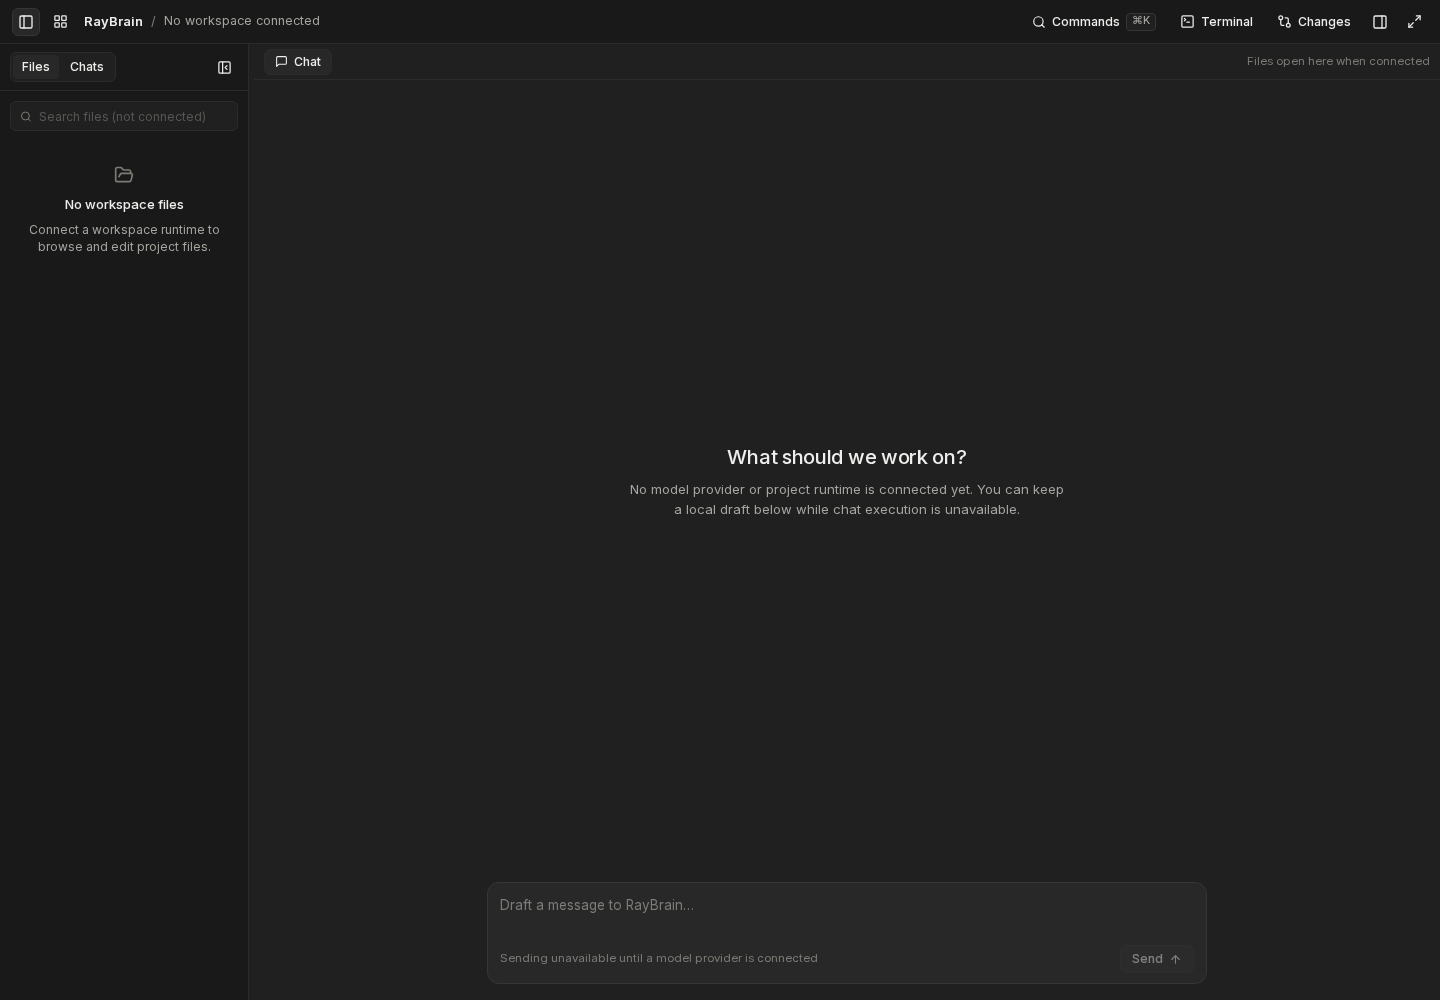 RayBrain / No workspace connected
Commands ⌘K
Terminal
Changes
Files
Chats
Chat
Files open here when connected
Search files (not connected)
No workspace files
Connect a workspace runtime to
browse and edit project files.
What should we work on?
No model provider or project runtime is connected yet. You can keep
a local draft below while chat execution is unavailable.
Draft a message to RayBrain…
Sending unavailable until a model provider is connected
Send